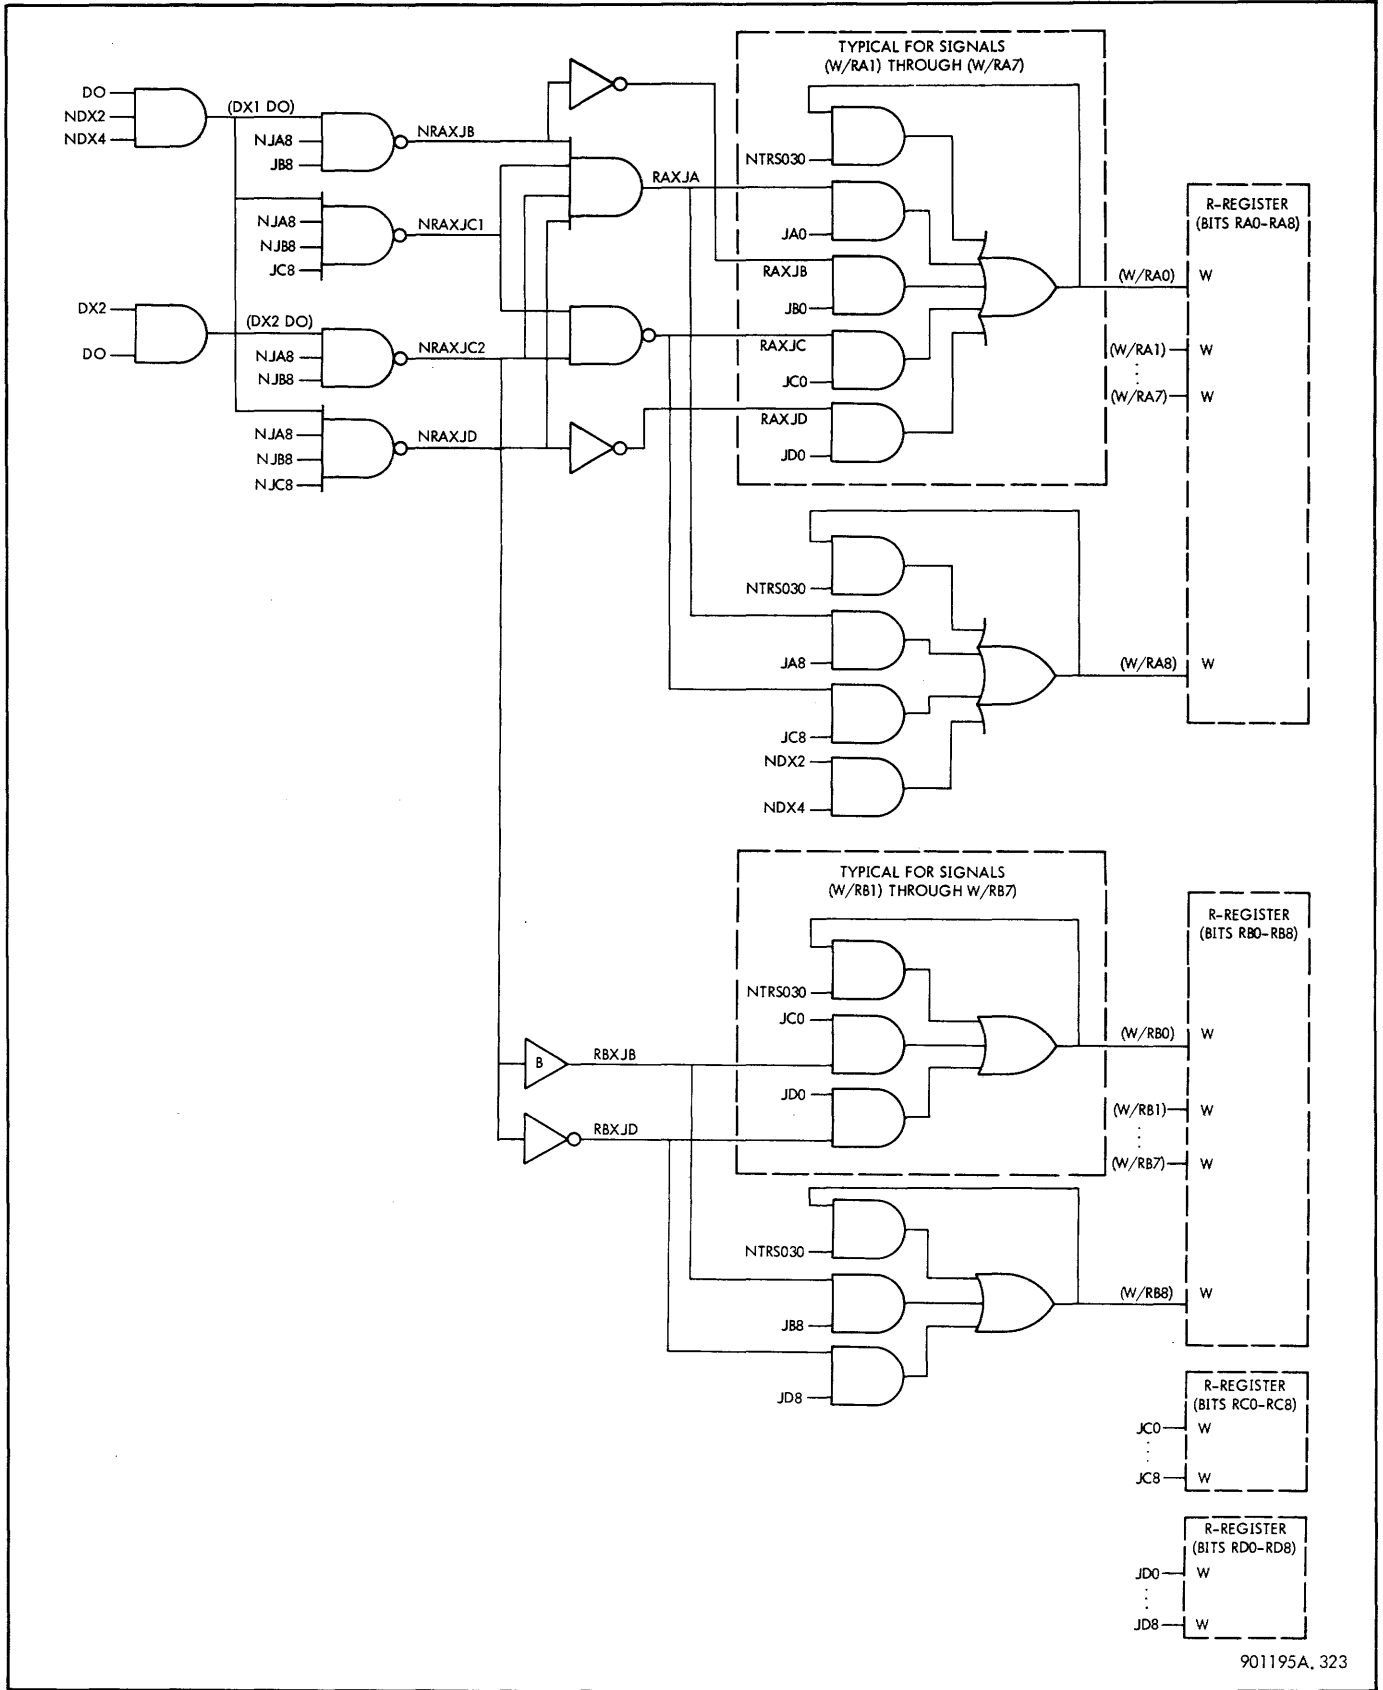 TYPICAL FOR SIGNALS
(W/RA1) THROUGH (W/RA7)
DO
NDX2
NDX4
(DX1 DO)
NJA8
JB8
NRAXJB
NJA8
NJB8
JC8
NRAXJC1
DX2
DO
(DX2 DO)
NJA8
NJB8
NRAXJC2
NJA8
NJB8
NJC8
NRAXJD
RAXJA
NTRS030
JA0
RAXJB
JB0
RAXJC
JC0
RAXJD
JD0
R-REGISTER
(BITS RA0-RA8)
(W/RA0)
W
(W/RA1)
W
(W/RA7)
W
NTRS030
JA8
JC8
NDX2
NDX4
(W/RA8)
W
TYPICAL FOR SIGNALS
(W/RB1) THROUGH W/RB7)
NTRS030
JC0
B
RBXJB
JD0
RBXJD
R-REGISTER
(BITS RB0-RB8)
(W/RB0)
W
(W/RB1)
W
(W/RB7)
W
NTRS030
JB8
JD8
(W/RB8)
W
R-REGISTER
(BITS RC0-RC8)
JC0
W
JC8
W
R-REGISTER
(BITS RD0-RD8)
JD0
W
JD8
W
901195A. 323